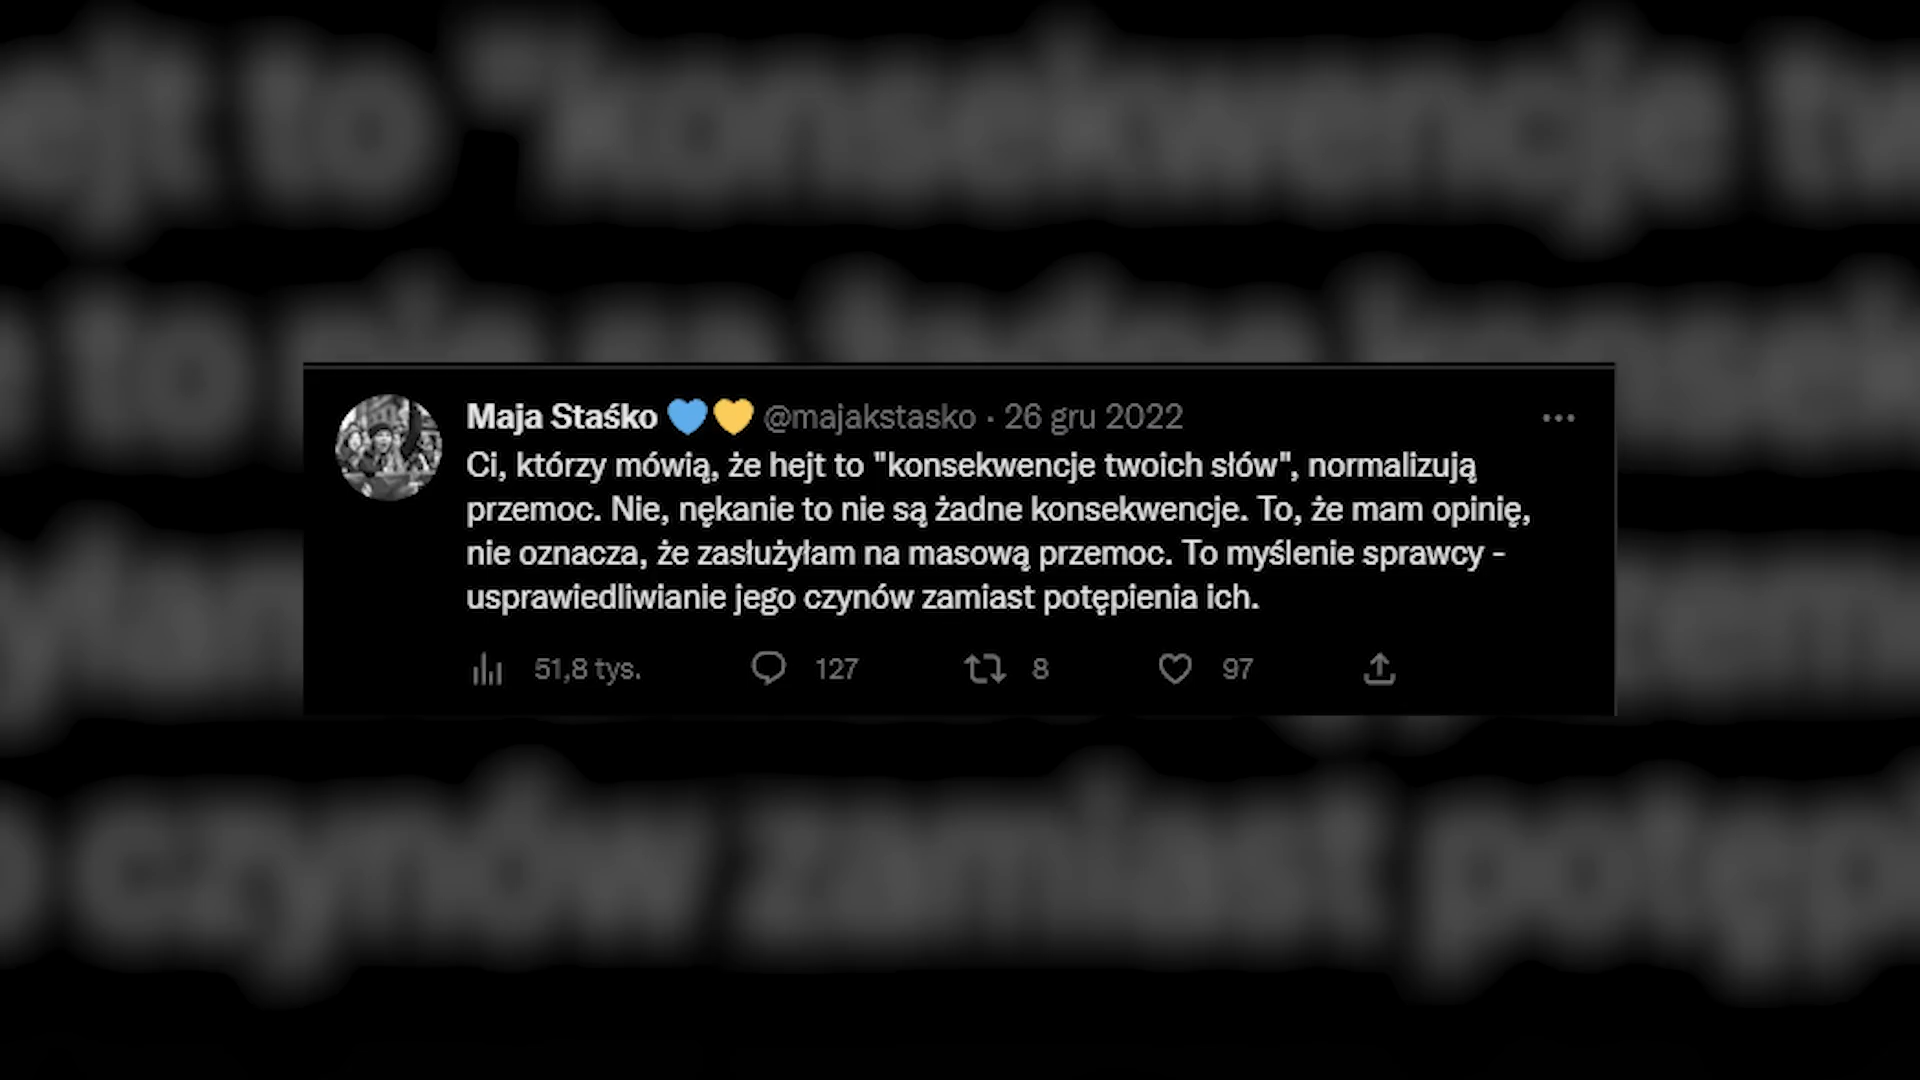 Maja Staśko 💙💛 @majakstasko · 26 gru 2022
Ci, którzy mówią, że hejt to "konsekwencje twoich słów", normalizują
przemoc. Nie, nękanie to nie są żadne konsekwencje. To, że mam opinię,
nie oznacza, że zasłużyłam na masową przemoc. To myślenie sprawcy -
usprawiedliwianie jego czynów zamiast potępienia ich.
51,8 tys. 127 8 97